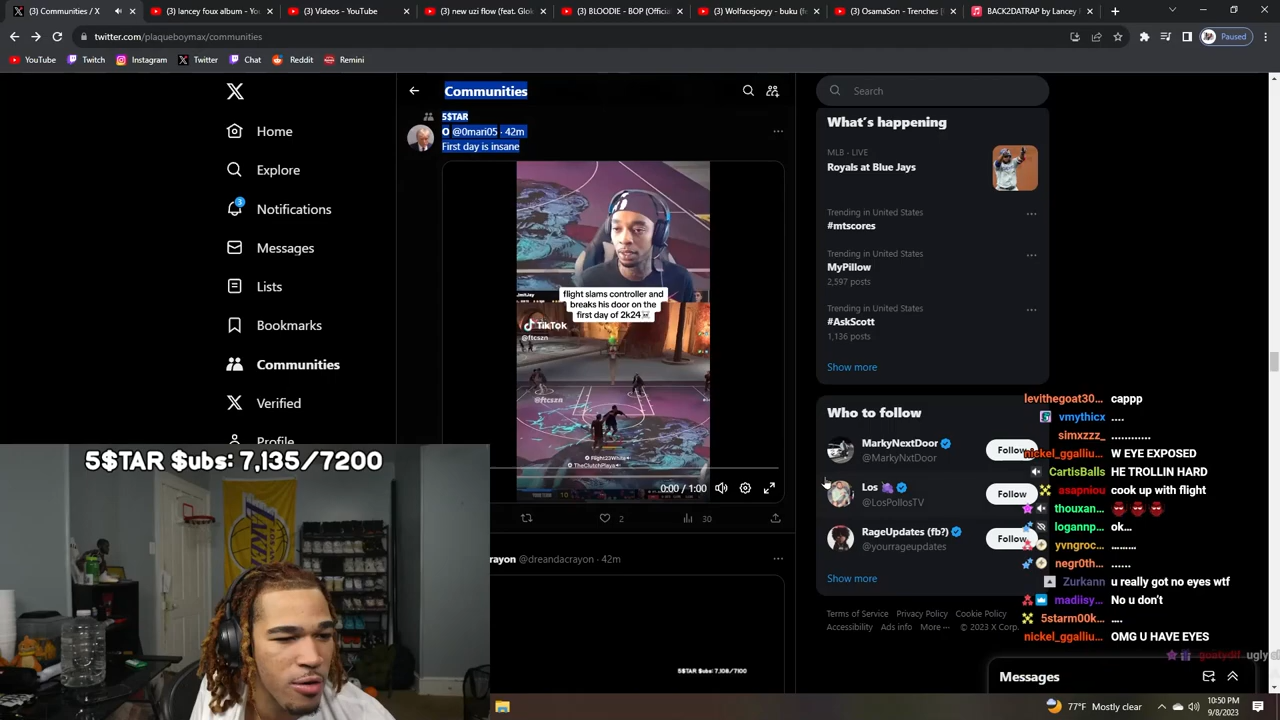 (3) Communities / X
(3) lancey foux album - Yo
(3) Videos - YouTube
(3) new uzi flow (feat. Glok
(3) BLOODIE - BOP (Offici
(3) Wolfacejoeyy - buku (f
(3) OsamaSon - Trenches [
BACK2DATRAP by Lancey
twitter.com/plaqueboymax/communities
Paused
YouTube
Twitch
Instagram
Twitter
Chat
Reddit
Remini
Home
Explore
3
Notifications
Messages
Lists
Bookmarks
Communities
Verified
Profile
5$TAR $ubs: 7,135/7200
Communities
5$TAR
O @0mari05 · 42m
First day is insane
JmitJay
flight slams controller and
breaks his door on the
first day of 2k24
TikTok
@ftcszn
@ftcszn
Flight23White
TheClutchPlays
0:00 / 1:00
2
30
rayon @dreandacrayon · 42m
5$TAR $ubs: 7,108/7100
Search
What's happening
MLB · LIVE
Royals at Blue Jays
Trending in United States
#mtscores
Trending in United States
MyPillow
2,597 posts
Trending in United States
#AskScott
1,136 posts
Show more
Who to follow
MarkyNextDoor
@MarkyNxtDoor
Follow
Los
@LosPollosTV
Follow
RageUpdates (fb?)
@yourrageupdates
Follow
Show more
Terms of Service Privacy Policy Cookie Policy
Accessibility Ads info More ··· © 2023 X Corp.
levithegoat30... cappp
vmythicx ....
simxzzz_ ............
nickel_ggalliu... W EYE EXPOSED
CartisBalls HE TROLLIN HARD
asapniou cook up with flight
thouxan...
logannp... ok...
yvngroc... .........
negr0th... ......
Zurkann u really got no eyes wtf
madiisy... No u don't
5starm00k... ....
nickel_ggalliu... OMG U HAVE EYES
Messages
77°F Mostly clear
10:50 PM
9/8/2023